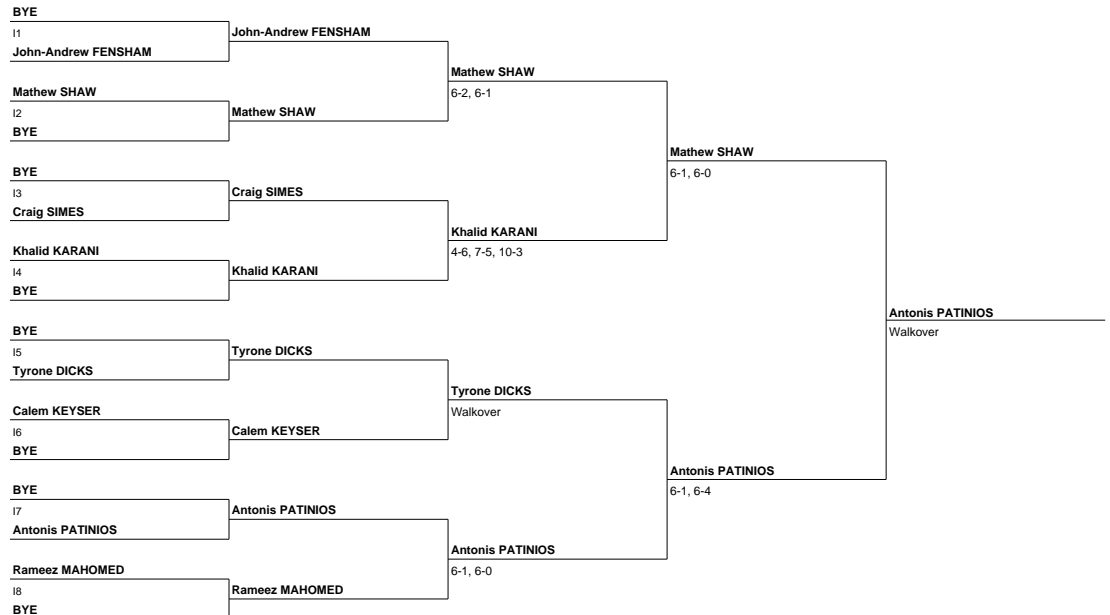 BYE
I1
John-Andrew FENSHAM
John-Andrew FENSHAM
Mathew SHAW
6-2, 6-1
Mathew SHAW
I2
BYE
Mathew SHAW
Mathew SHAW
6-1, 6-0
BYE
I3
Craig SIMES
Craig SIMES
Khalid KARANI
4-6, 7-5, 10-3
Khalid KARANI
I4
BYE
Khalid KARANI
Antonis PATINIOS
Walkover
BYE
I5
Tyrone DICKS
Tyrone DICKS
Tyrone DICKS
Walkover
Calem KEYSER
I6
BYE
Calem KEYSER
Antonis PATINIOS
6-1, 6-4
BYE
I7
Antonis PATINIOS
Antonis PATINIOS
Antonis PATINIOS
6-1, 6-0
Rameez MAHOMED
I8
BYE
Rameez MAHOMED